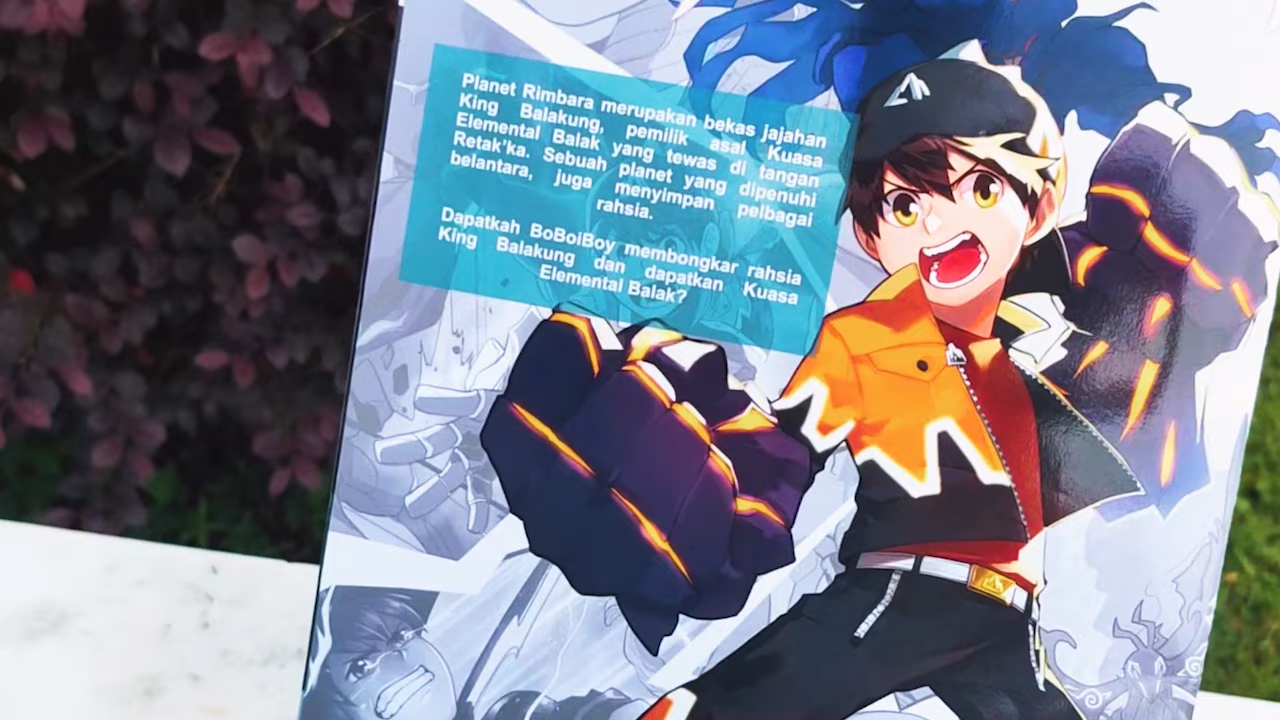 Planet Rimbara merupakan bekas jajahan
King Balakung, pemilik asal Kuasa
Elemental Balak yang tewas di tangan
Retak'ka. Sebuah planet yang dipenuhi
belantara, juga menyimpan pelbagai
rahsia.
Dapatkah BoBoiBoy membongkar rahsia
King Balakung dan dapatkan Kuasa
Elemental Balak?